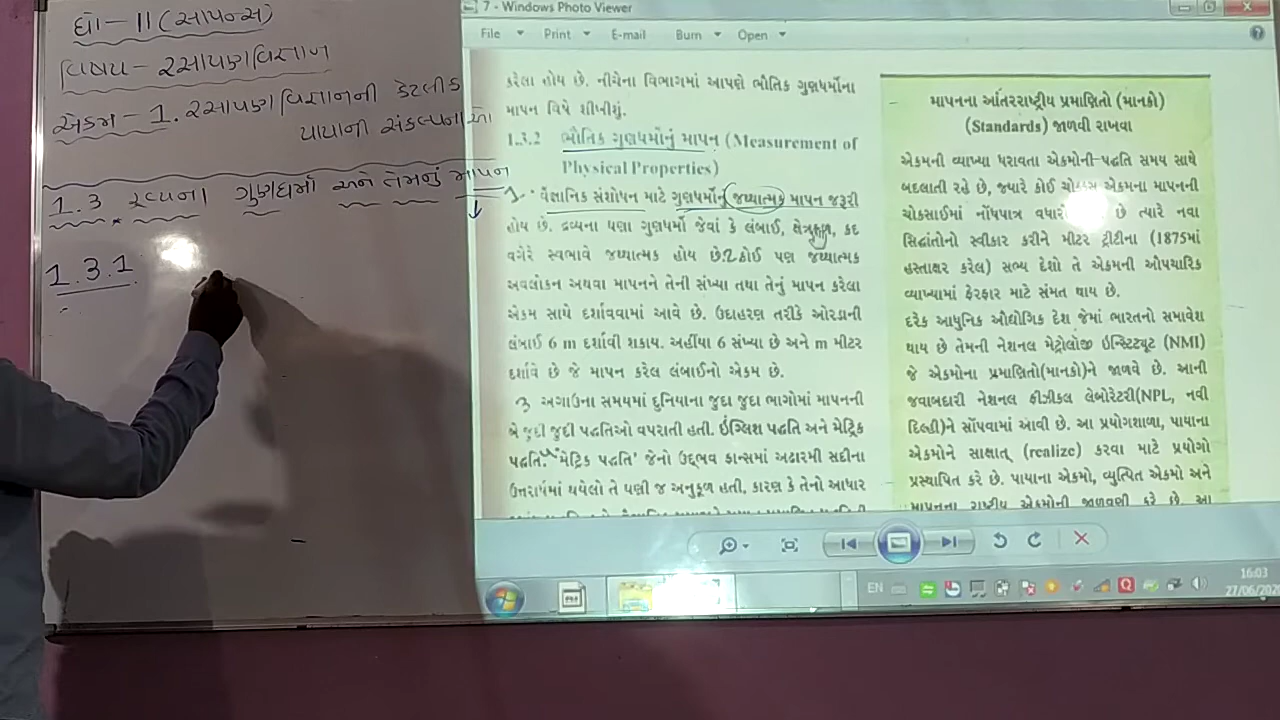 ધો-11 (સાયન્સ)
વિષય- રસાયણવિજ્ઞાન
એકમ-1. રસાયણવિજ્ઞાનની કેટલીક
પાયાની સંકલ્પનાઓ
1.3 દ્રવ્યના ગુણધર્મો અને તેમનું માપન
1.3.1
7 - Windows Photo Viewer
File Print E-mail Burn Open
કરેલા હોય છે. નીચેના વિભાગમાં આપણે ભૌતિક ગુણધર્મોના
માપન વિષે શીખીશું.
1.3.2 ભૌતિક ગુણધર્મોનું માપન (Measurement of
Physical Properties)
વૈજ્ઞાનિક સંશોધન માટે ગુણધર્મોનું જથ્થાત્મક માપન જરૂરી
હોય છે. દ્રવ્યના ઘણા ગુણધર્મો જેવાં કે લંબાઈ, ક્ષેત્રફળ, કદ
વગેરે સ્વભાવે જથ્થાત્મક હોય છે. કોઈ પણ જથ્થાત્મક
અવલોકન અથવા માપનને તેની સંખ્યા તથા તેનું માપન કરેલા
એકમ સાથે દર્શાવવામાં આવે છે. ઉદાહરણ તરીકે ઓરડાની
લંબાઈ 6 m દર્શાવી શકાય. અહીંયા 6 સંખ્યા છે અને m મીટર
દર્શાવે છે જે માપન કરેલ લંબાઈનો એકમ છે.
અગાઉના સમયમાં દુનિયાના જુદા જુદા ભાગોમાં માપનની
બે જુદી જુદી પદ્ધતિઓ વપરાતી હતી. ઇંગ્લિશ પદ્ધતિ અને મેટ્રિક
પદ્ધતિ. 'મેટ્રિક પદ્ધતિ' જેનો ઉદ્ભવ ફ્રાન્સમાં અઢારમી સદીના
ઉત્તરાર્ધમાં થયેલો તે ઘણી જ અનુકૂળ હતી, કારણ કે તેનો આધાર
માપનના આંતરરાષ્ટ્રીય પ્રમાણિતો (માનકો)
(Standards) જાળવી રાખવા
એકમની વ્યાખ્યા ધરાવતા એકમોની પદ્ધતિ સમય સાથે
બદલાતી રહે છે, જ્યારે કોઈ ચોક્કસ એકમના માપનની
ચોકસાઈમાં નોંધપાત્ર વધારો છે ત્યારે નવા
સિદ્ધાંતોનો સ્વીકાર કરીને મીટર ટ્રીટીના (1875માં
હસ્તાક્ષર કરેલ) સભ્ય દેશો તે એકમની ઔપચારિક
વ્યાખ્યામાં ફેરફાર માટે સંમત થાય છે.
દરેક આધુનિક ઔદ્યોગિક દેશ જેમાં ભારતનો સમાવેશ
થાય છે તેમની નેશનલ મેટ્રોલોજી ઇન્સ્ટિટ્યૂટ (NMI)
જે એકમોના પ્રમાણિતો(માનકો)ને જાળવે છે. આની
જવાબદારી નેશનલ ફીઝીકલ લેબોરેટરી(NPL, નવી
દિલ્હી)ને સોંપવામાં આવી છે. આ પ્રયોગશાળા, પાયાના
એકમોને સાક્ષાત્ (realize) કરવા માટે પ્રયોગો
પ્રસ્થાપિત કરે છે. પાયાના એકમો, વ્યુત્પિત એકમો અને
માપનના રાષ્ટ્રીય એકમોની જાળવણી કરે છે. આ
EN
16:03